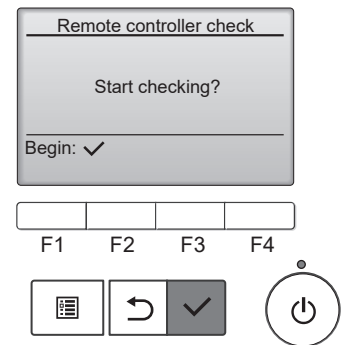 Remote controller check
Start checking?
Begin: ✓
F1 F2 F3 F4